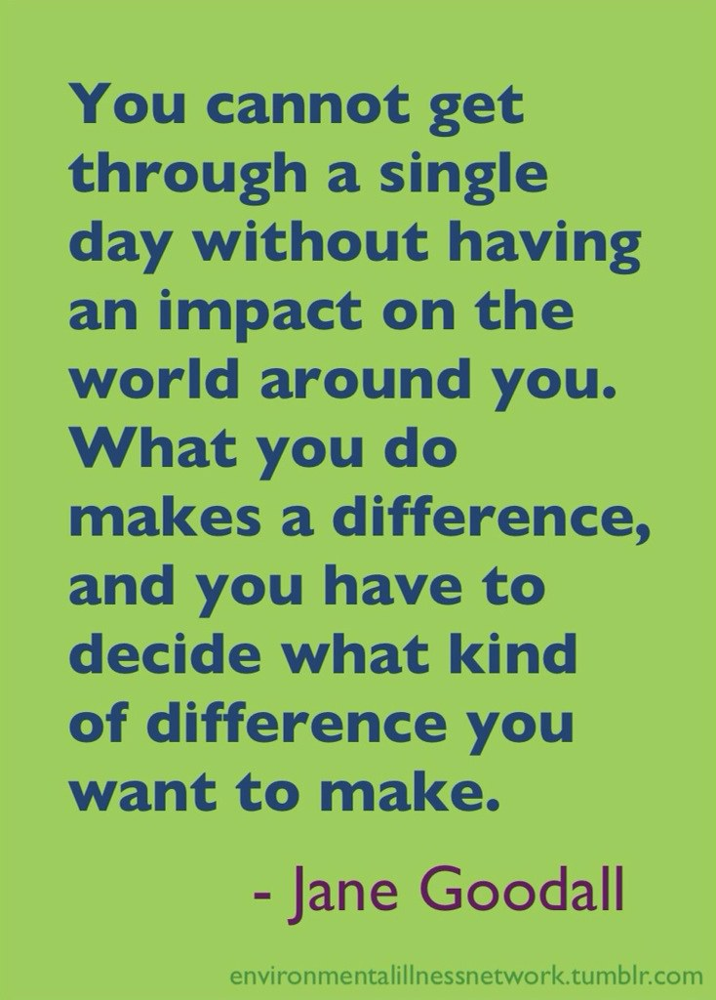 You cannot get
through a single
day without having
an impact on the
world around you.
What you do
makes a difference,
and you have to
decide what kind
of difference you
want to make.
- Jane Goodall
environmentalillnessnetwork.tumblr.com